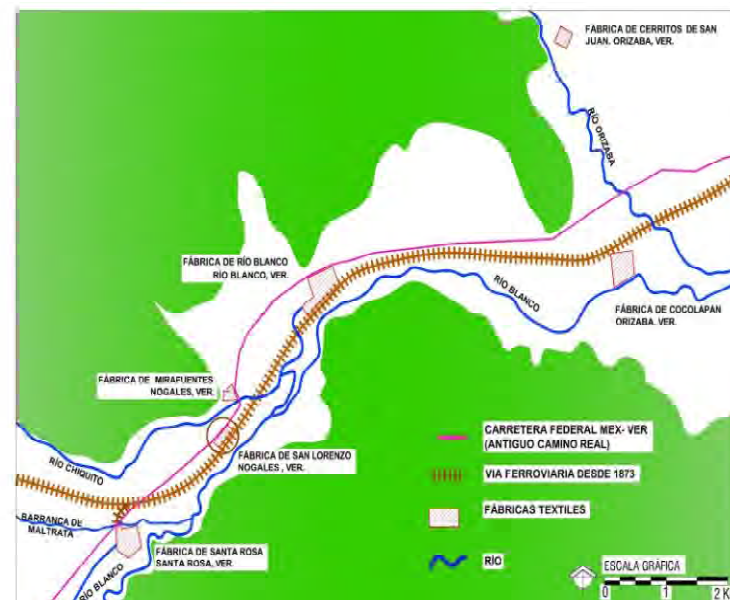 FÁBRICA DE CERRITOS DE SAN
JUAN. ORIZABA, VER.
RÍO ORIZABA
FÁBRICA DE RÍO BLANCO
RÍO BLANCO, VER.
RÍO BLANCO
FÁBRICA DE COCOLAPAN
ORIZABA. VER.
FÁBRICA DE MIRAFUENTES
NOGALES, VER.
FÁBRICA DE SAN LORENZO
NOGALES , VER.
RÍO CHIQUITO
BARRANCA DE
MALTRATA
FÁBRICA DE SANTA ROSA
SANTA ROSA, VER.
RÍO BLANCO
CARRETERA FEDERAL MEX- VER
(ANTIGUO CAMINO REAL)
VIA FERROVIARIA DESDE 1873
FÁBRICAS TEXTILES
RÍO
ESCALA GRÁFICA
0 1 2 K